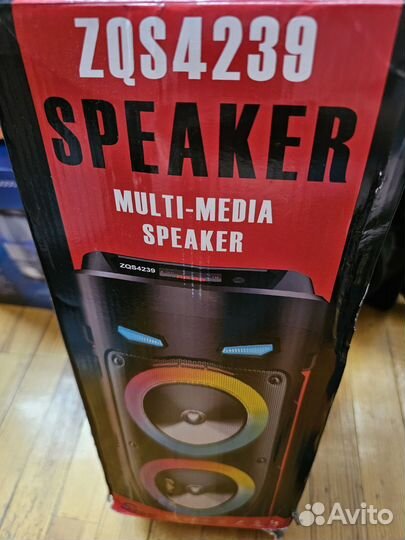 ZQS4239
SPEAKER
MULTI-MEDIA
SPEAKER
ZQS4239
Avito